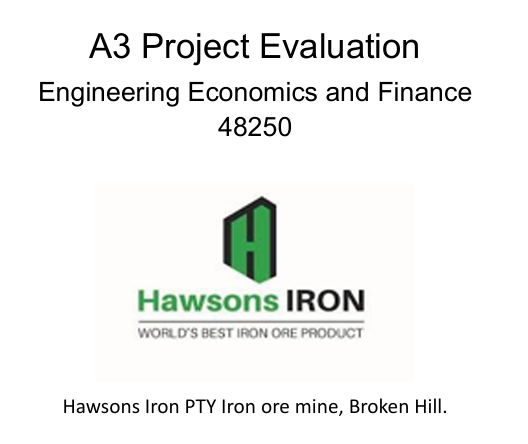 A3 Project Evaluation
Engineering Economics and Finance
48250
Hawsons IRON
WORLD'S BEST IRON ORE PRODUCT
Hawsons Iron PTY Iron ore mine, Broken Hill.